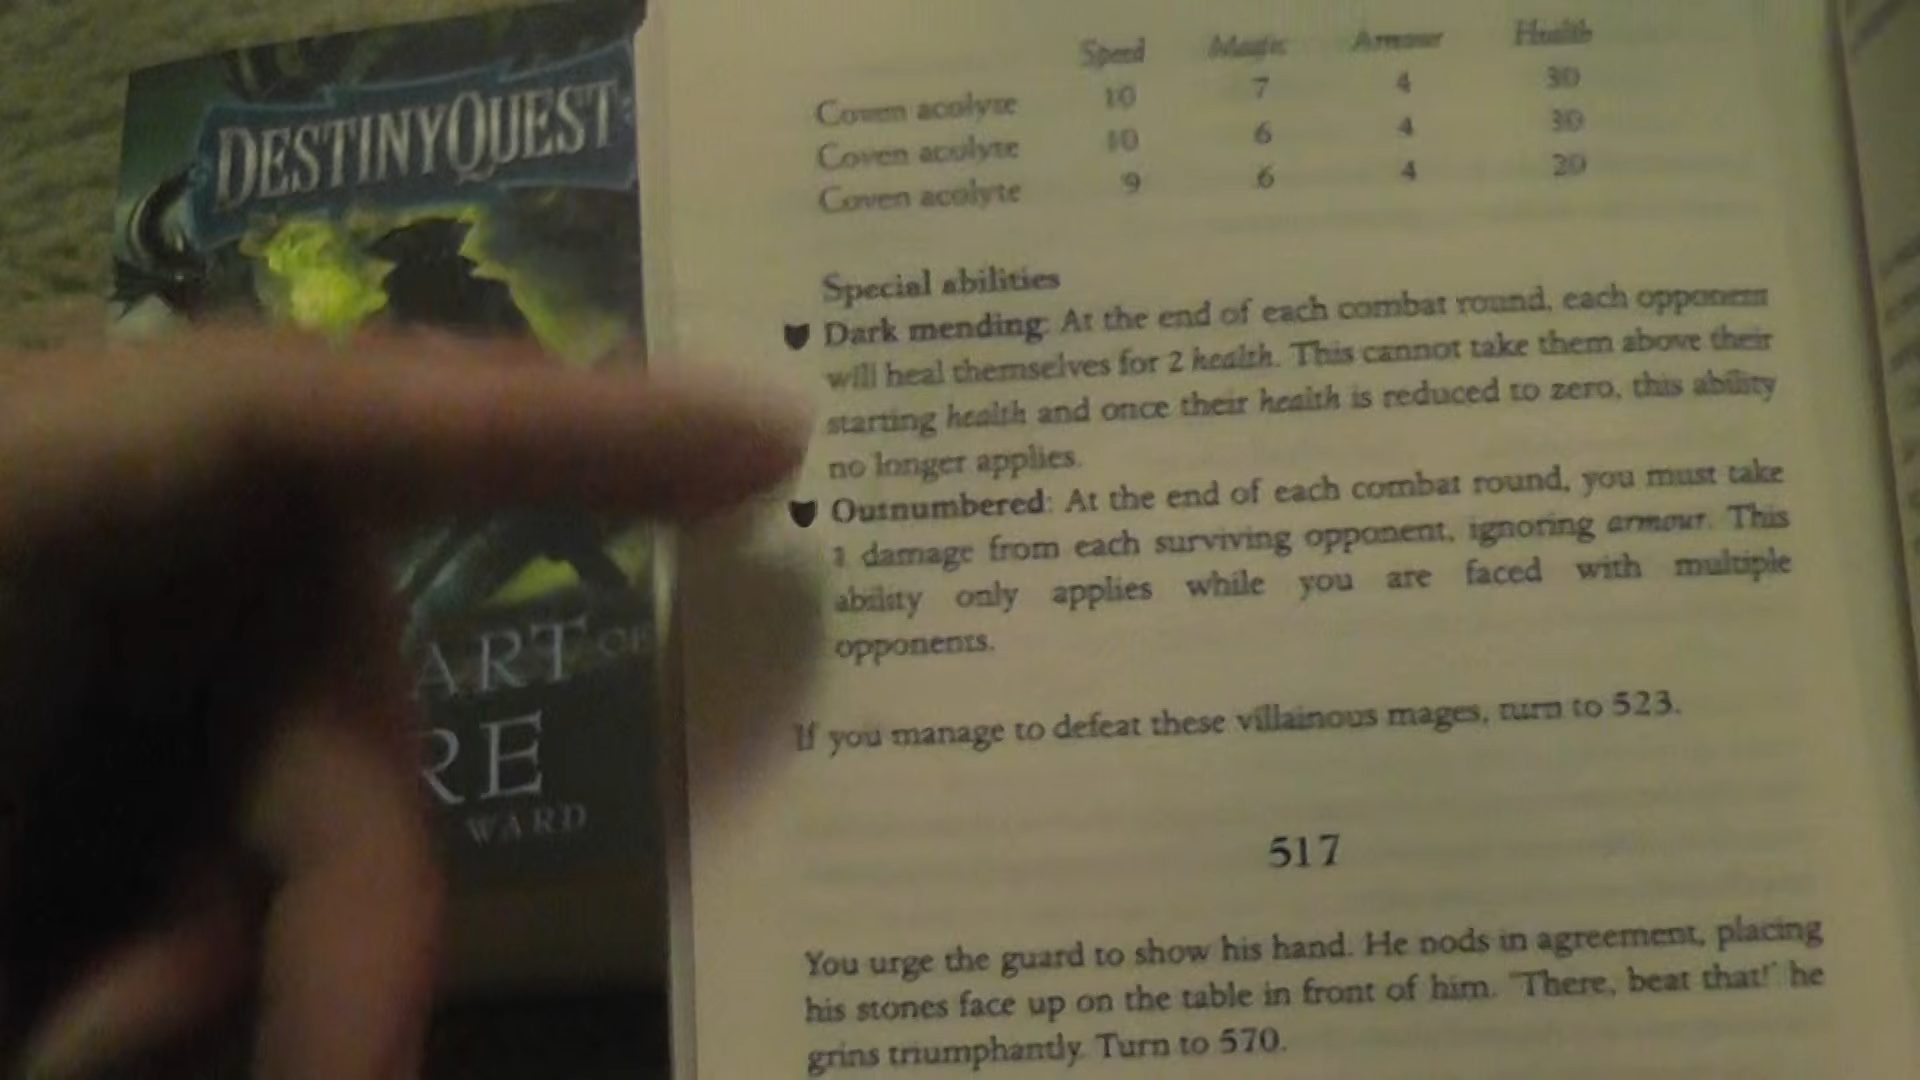 DESTINYQUEST
ART OF
RE
WARD
Speed Magic Armour Health
Coven acolyte 10 7 4 30
Coven acolyte 10 6 4 30
Coven acolyte 9 6 4 20
Special abilities
Dark mending: At the end of each combat round, each opponent
will heal themselves for 2 health. This cannot take them above their
starting health and once their health is reduced to zero, this ability
no longer applies.
Outnumbered: At the end of each combat round, you must take
1 damage from each surviving opponent, ignoring armour. This
ability only applies while you are faced with multiple
opponents.
If you manage to defeat these villainous mages, turn to 523.
517
You urge the guard to show his hand. He nods in agreement, placing
his stones face up on the table in front of him. 'There, beat that!' he
grins triumphantly. Turn to 570.